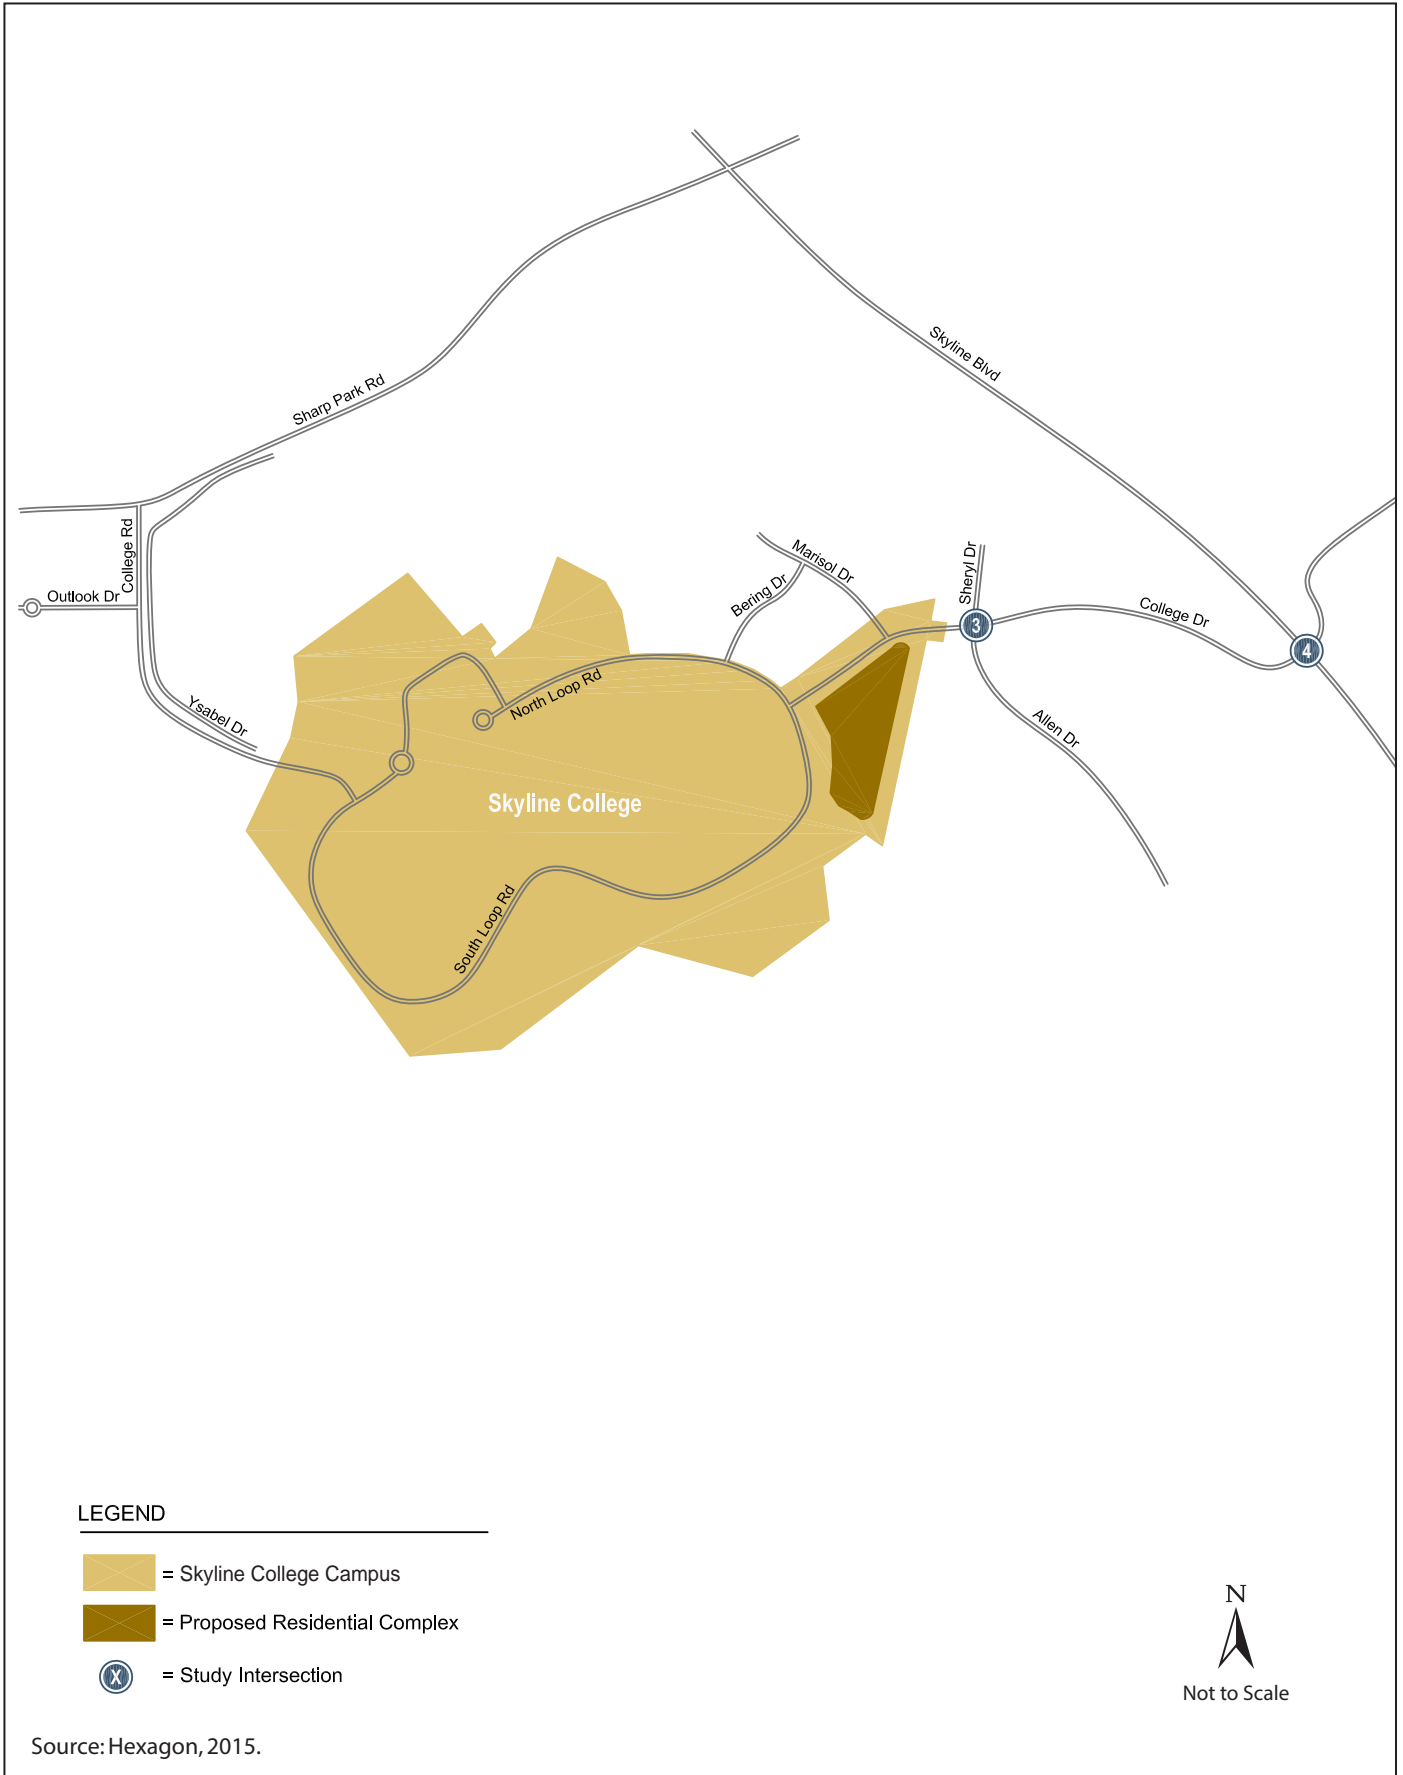 Skyline Blvd
Sharp Park Rd
College Rd
Outlook Dr
Ysabel Dr
Marisol Dr
Bering Dr
Sheryl Dr
College Dr
3
4
North Loop Rd
Allen Dr
Skyline College
South Loop Rd
LEGEND
= Skyline College Campus
= Proposed Residential Complex
X = Study Intersection
N
Not to Scale
Source: Hexagon, 2015.